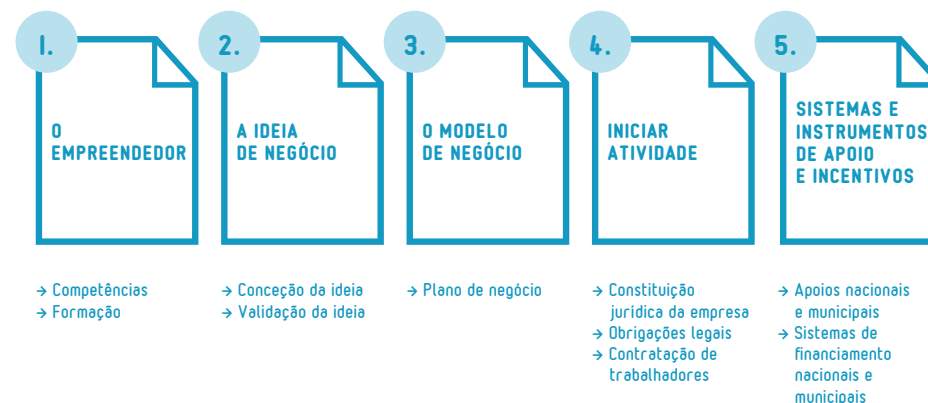 1.
O
EMPREENDEDOR
→ Competências
→ Formação
2.
A IDEIA
DE NEGÓCIO
→ Conceção da ideia
→ Validação da ideia
3.
O MODELO
DE NEGÓCIO
→ Plano de negócio
4.
INICIAR
ATIVIDADE
→ Constituição
jurídica da empresa
→ Obrigações legais
→ Contratação de
trabalhadores
5.
SISTEMAS E
INSTRUMENTOS
DE APOIO
E INCENTIVOS
→ Apoios nacionais
e municipais
→ Sistemas de
financiamento
nacionais e
municipais